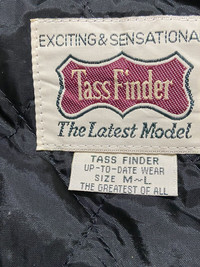 EXCITING & SENSATIONA
Tass Finder
The Latest Model
TASS FINDER
UP-TO-DATE WEAR
SIZE M~L
THE GREATEST OF ALL